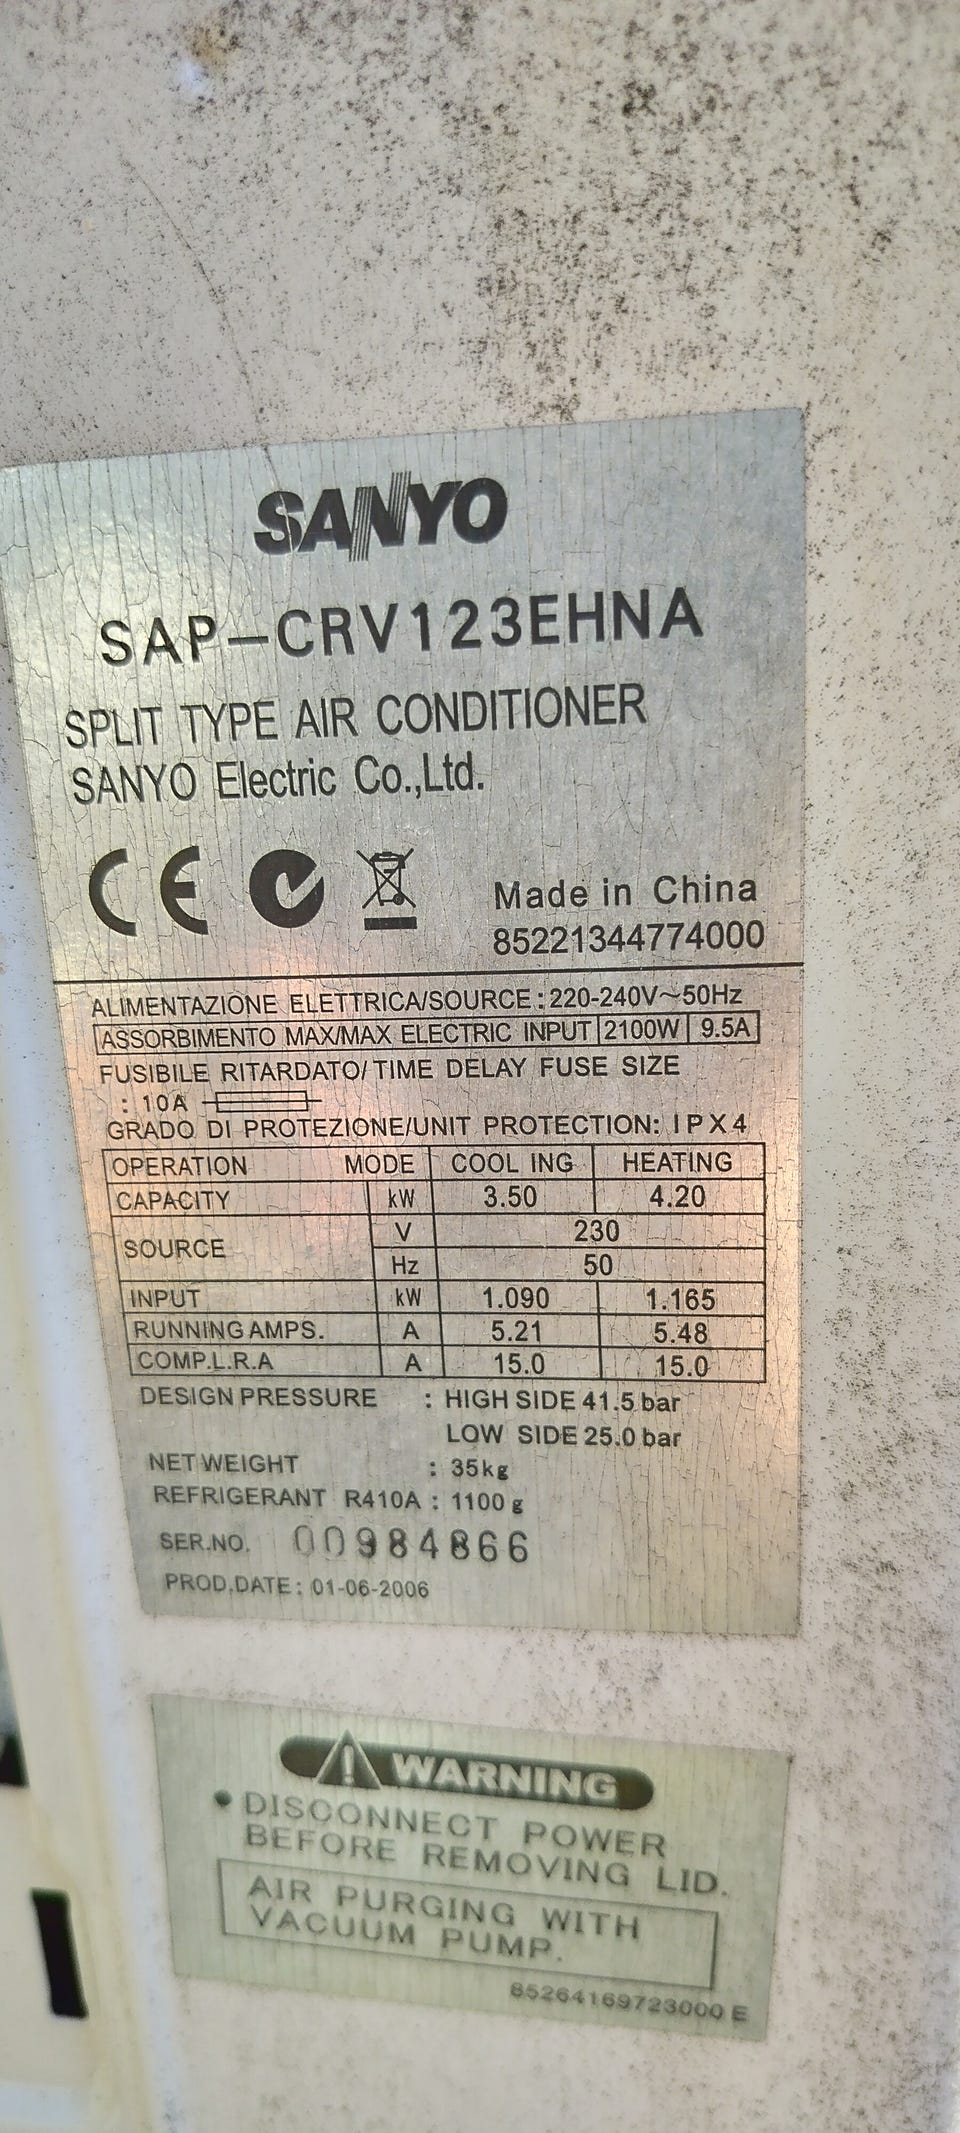 SANYO
SAP-CRV123EHNA
SPLIT TYPE AIR CONDITIONER
SANYO Electric Co.,Ltd.
CE Made in China
85221344774000
ALIMENTAZIONE ELETTRICA/SOURCE:220-240V~50Hz
ASSORBIMENTO MAX/MAX ELECTRIC INPUT 2100W 9.5A
FUSIBILE RITARDATO/TIME DELAY FUSE SIZE
: 10A
GRADO DI PROTEZIONE/UNIT PROTECTION: IPX4
OPERATION MODE COOL ING HEATING
CAPACITY kW 3.50 4.20
SOURCE V 230
Hz 50
INPUT kW 1.090 1.165
RUNNING AMPS. A 5.21 5.48
COMP.L.R.A A 15.0 15.0
DESIGN PRESSURE : HIGH SIDE 41.5 bar
LOW SIDE 25.0 bar
NET WEIGHT : 35kg
REFRIGERANT R410A : 1100g
SER.NO. 00984866
PROD.DATE: 01-06-2006
WARNING
• DISCONNECT POWER
BEFORE REMOVING LID.
AIR PURGING WITH
VACUUM PUMP.
85264169723000 E